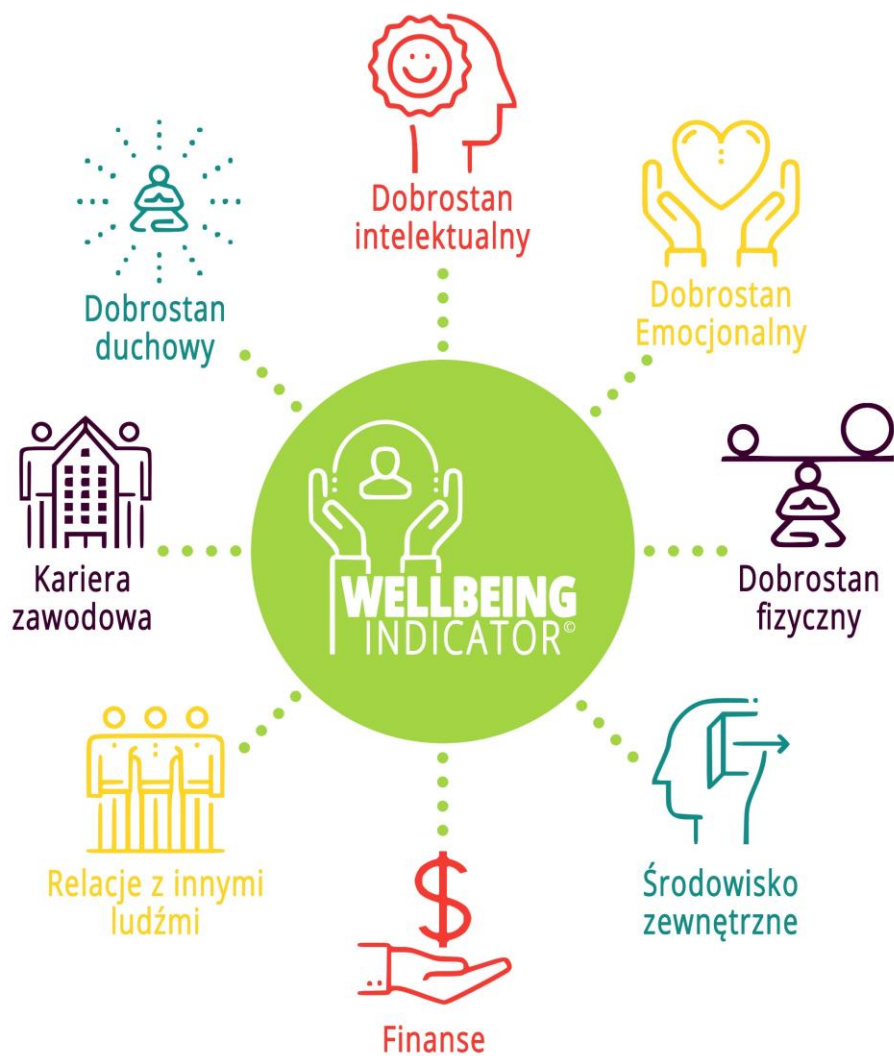 Dobrostan
intelektualny
Dobrostan
Emocjonalny
Dobrostan
duchowy
Kariera
zawodowa
WELLBEING
INDICATOR©
Dobrostan
fizyczny
Relacje z innymi
ludźmi
Środowisko
zewnętrzne
$
Finanse